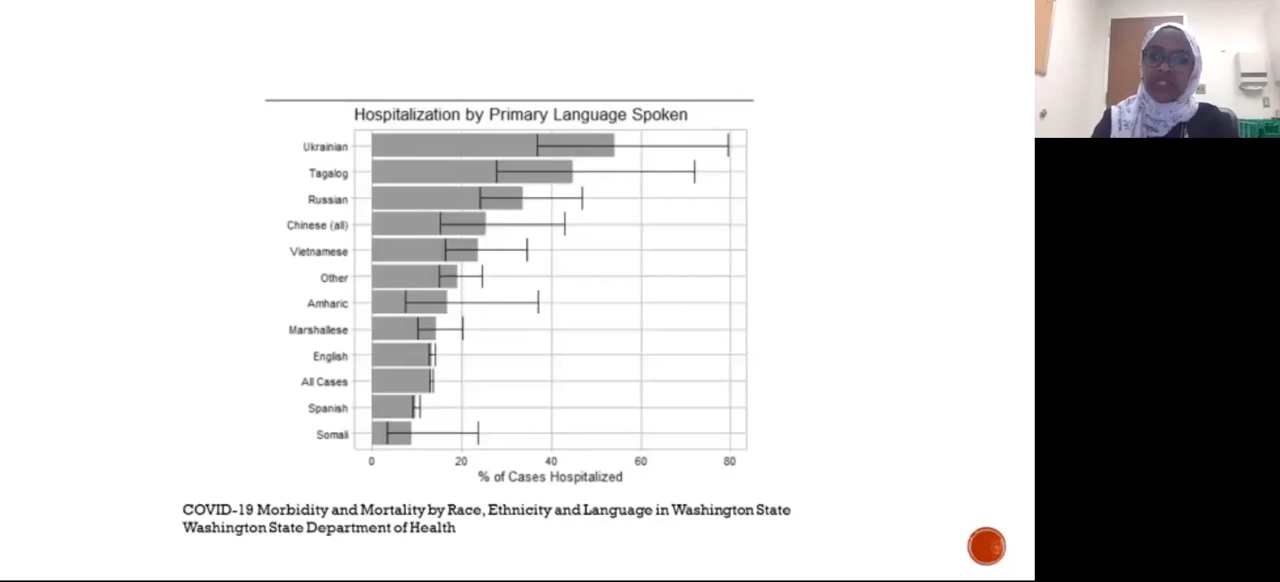 Hospitalization by Primary Language Spoken
Ukrainian
Tagalog
Russian
Chinese (all)
Vietnamese
Other
Amharic
Marshallese
English
All Cases
Spanish
Somali
0 20 40 60 80
% of Cases Hospitalized
COVID-19 Morbidity and Mortality by Race, Ethnicity and Language in Washington State
Washington State Department of Health